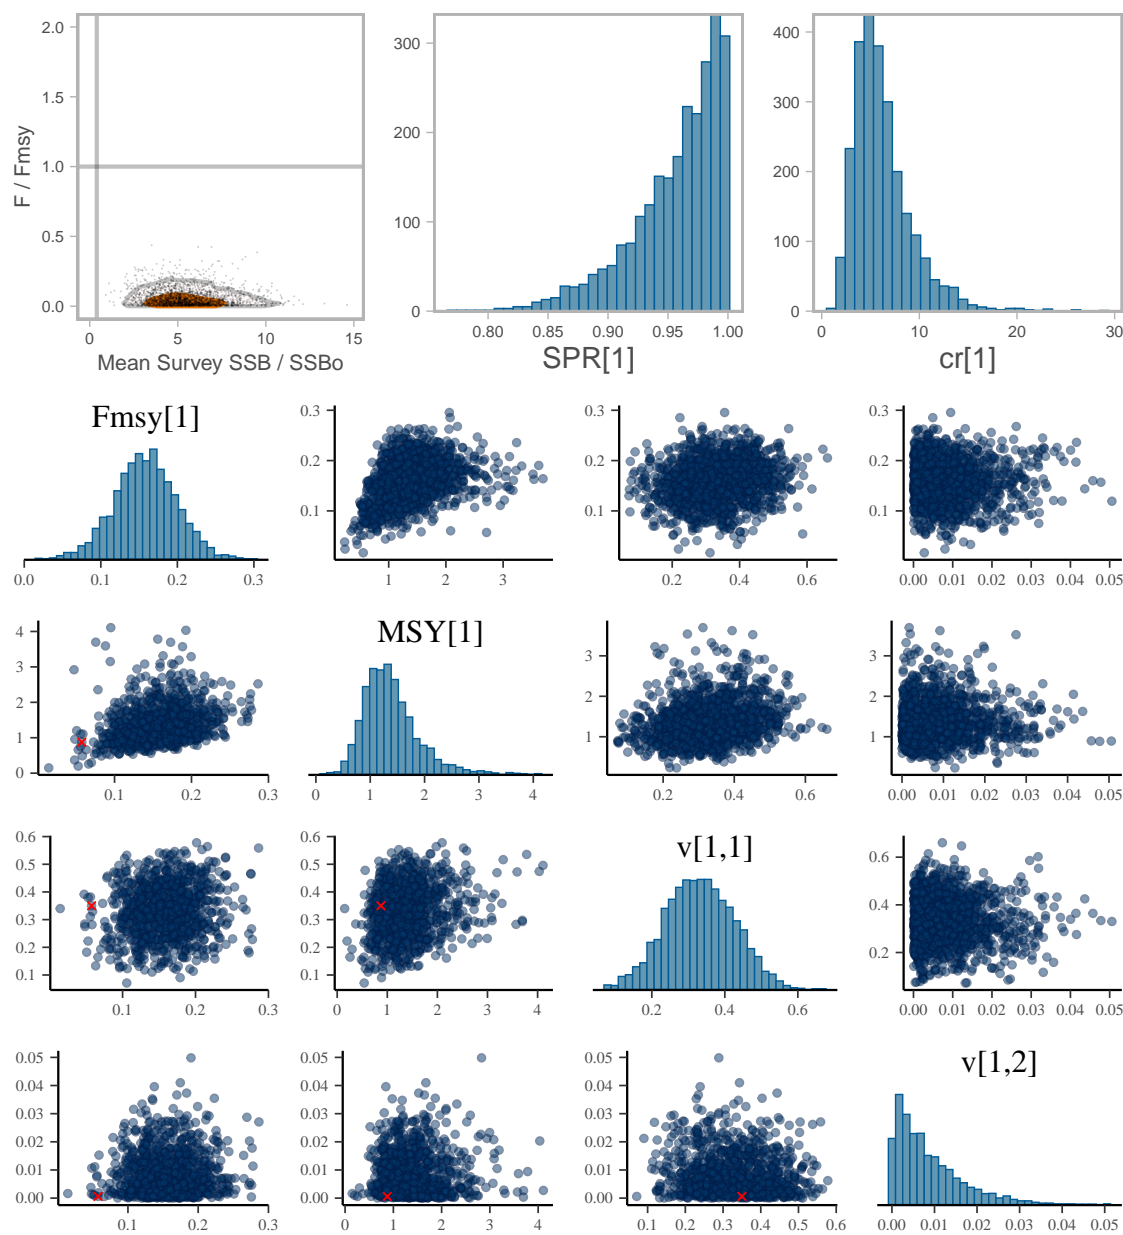 2.0
1.5
1.0
0.5
0.0
F / Fmsy
0 5 10 15
Mean Survey SSB / SSBo
300
200
100
0
0.80 0.85 0.90 0.95 1.00
SPR[1]
400
300
200
100
0
0 10 20 30
cr[1]
Fmsy[1]
0.0 0.1 0.2 0.3
0.3
0.2
0.1
1 2 3
0.3
0.2
0.1
0.2 0.4 0.6
0.3
0.2
0.1
0.00 0.01 0.02 0.03 0.04 0.05
4
3
2
1
0
0.1 0.2 0.3
MSY[1]
0 1 2 3 4
3
2
1
0.2 0.4 0.6
3
2
1
0.00 0.01 0.02 0.03 0.04 0.05
0.6
0.5
0.4
0.3
0.2
0.1
0.1 0.2 0.3
0.6
0.5
0.4
0.3
0.2
0.1
0 1 2 3 4
v[1,1]
0.2 0.4 0.6
0.6
0.4
0.2
0.00 0.01 0.02 0.03 0.04 0.05
0.05
0.04
0.03
0.02
0.01
0.00
0.1 0.2 0.3
0.05
0.04
0.03
0.02
0.01
0.00
0 1 2 3 4
0.05
0.04
0.03
0.02
0.01
0.00
0.1 0.2 0.3 0.4 0.5 0.6
v[1,2]
0.00 0.01 0.02 0.03 0.04 0.05